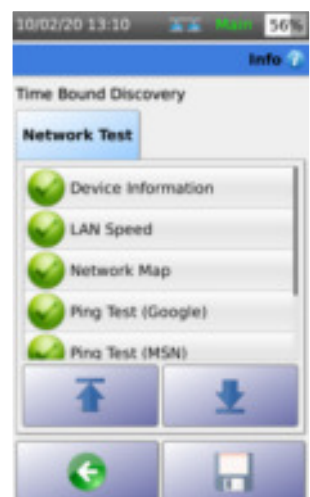 10/02/20 13:10 Main 56%
Info ?
Time Bound Discovery
Network Test
Device Information
LAN Speed
Network Map
Ping Test (Google)
Ping Test (MSN)